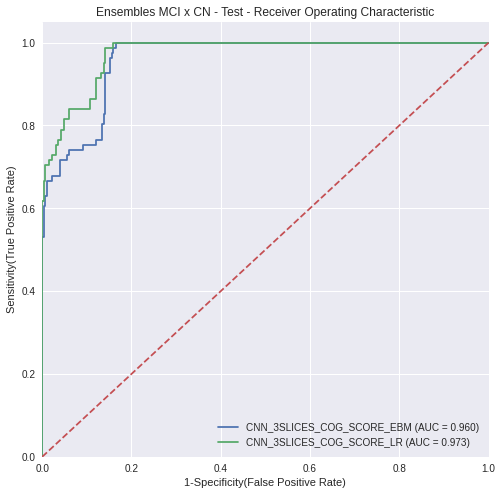 Ensembles MCI x CN - Test - Receiver Operating Characteristic
1.0
0.8
0.6
0.4
0.2
0.0
Sensitivity(True Positive Rate)
CNN_3SLICES_COG_SCORE_EBM (AUC = 0.960)
CNN_3SLICES_COG_SCORE_LR (AUC = 0.973)
0.0 0.2 0.4 0.6 0.8 1.0
1-Specificity(False Positive Rate)